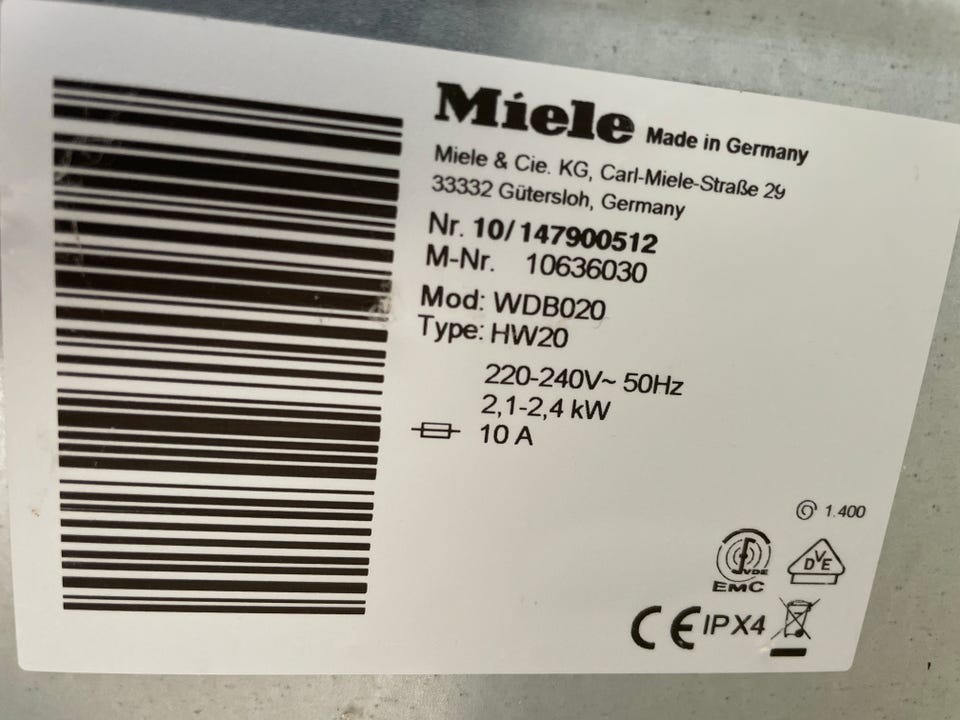 Miele Made in Germany
Miele & Cie. KG, Carl-Miele-Straße 29
33332 Gütersloh, Germany
Nr. 10/147900512
M-Nr. 10636030
Mod: WDB020
Type: HW20
220-240V~ 50Hz
2,1-2,4 kW
10 A
1.400
VDE
EMC
DVE
CE IPX4